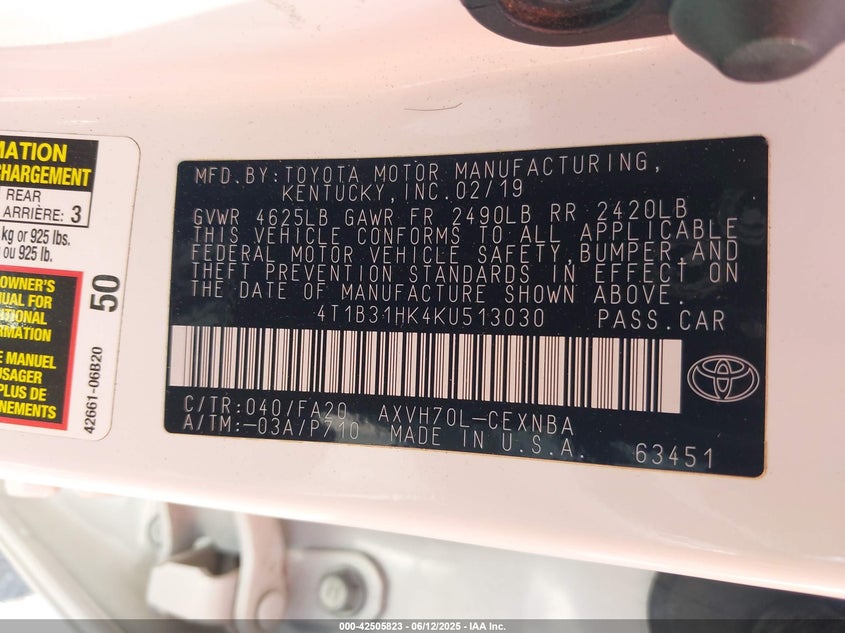 MATION
CHARGEMENT
REAR
ARRIÈRE: 3
kg or 925 lbs.
ou 925 lb.
OWNER'S
UAL FOR
ITIONAL
RMATION
E MANUEL
USAGER
PLUS DE
NEMENTS
50
42661-06B20
MFD.BY:TOYOTA MOTOR MANUFACTURING,
KENTUCKY,INC.02/19
GVWR 4625LB GAWR FR 2490LB RR 2420LB
THIS VEHICLE CONFORMS TO ALL APPLICABLE
FEDERAL MOTOR VEHICLE SAFETY,BUMPER,AND
THEFT PREVENTION STANDARDS IN EFFECT ON
THE DATE OF MANUFACTURE SHOWN ABOVE.
4T1B31HK4KU513030 PASS.CAR
C/TR:040/FA20 AXVH70L-CEXNBA
A/TM:-03A/P710 MADE IN U.S.A. 63451
000-42505823 - 06/12/2025 - IAA Inc.